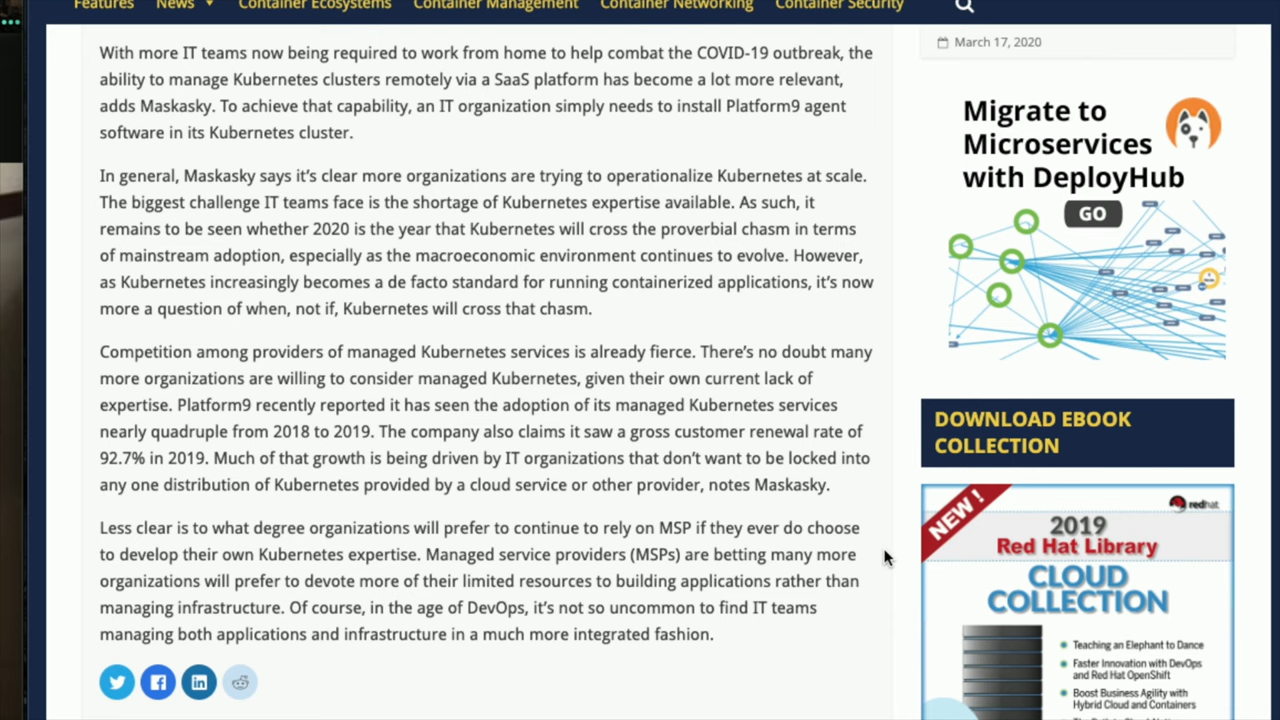 Features
News
Container Ecosystems
Container Management
Container Networking
Container Security
With more IT teams now being required to work from home to help combat the COVID-19 outbreak, the
ability to manage Kubernetes clusters remotely via a SaaS platform has become a lot more relevant,
adds Maskasky. To achieve that capability, an IT organization simply needs to install Platform9 agent
software in its Kubernetes cluster.
In general, Maskasky says it’s clear more organizations are trying to operationalize Kubernetes at scale.
The biggest challenge IT teams face is the shortage of Kubernetes expertise available. As such, it
remains to be seen whether 2020 is the year that Kubernetes will cross the proverbial chasm in terms
of mainstream adoption, especially as the macroeconomic environment continues to evolve. However,
as Kubernetes increasingly becomes a de facto standard for running containerized applications, it’s now
more a question of when, not if, Kubernetes will cross that chasm.
Competition among providers of managed Kubernetes services is already fierce. There’s no doubt many
more organizations are willing to consider managed Kubernetes, given their own current lack of
expertise. Platform9 recently reported it has seen the adoption of its managed Kubernetes services
nearly quadruple from 2018 to 2019. The company also claims it saw a gross customer renewal rate of
92.7% in 2019. Much of that growth is being driven by IT organizations that don’t want to be locked into
any one distribution of Kubernetes provided by a cloud service or other provider, notes Maskasky.
Less clear is to what degree organizations will prefer to continue to rely on MSP if they ever do choose
to develop their own Kubernetes expertise. Managed service providers (MSPs) are betting many more
organizations will prefer to devote more of their limited resources to building applications rather than
managing infrastructure. Of course, in the age of DevOps, it’s not so uncommon to find IT teams
managing both applications and infrastructure in a much more integrated fashion.
March 17, 2020
Migrate to
Microservices
with DeployHub
GO
DOWNLOAD EBOOK
COLLECTION
NEW!
redhat
2019
Red Hat Library
CLOUD
COLLECTION
Teaching an Elephant to Dance
Faster Innovation with DevOps
and Red Hat OpenShift
Boost Business Agility with
Hybrid Cloud and Containers